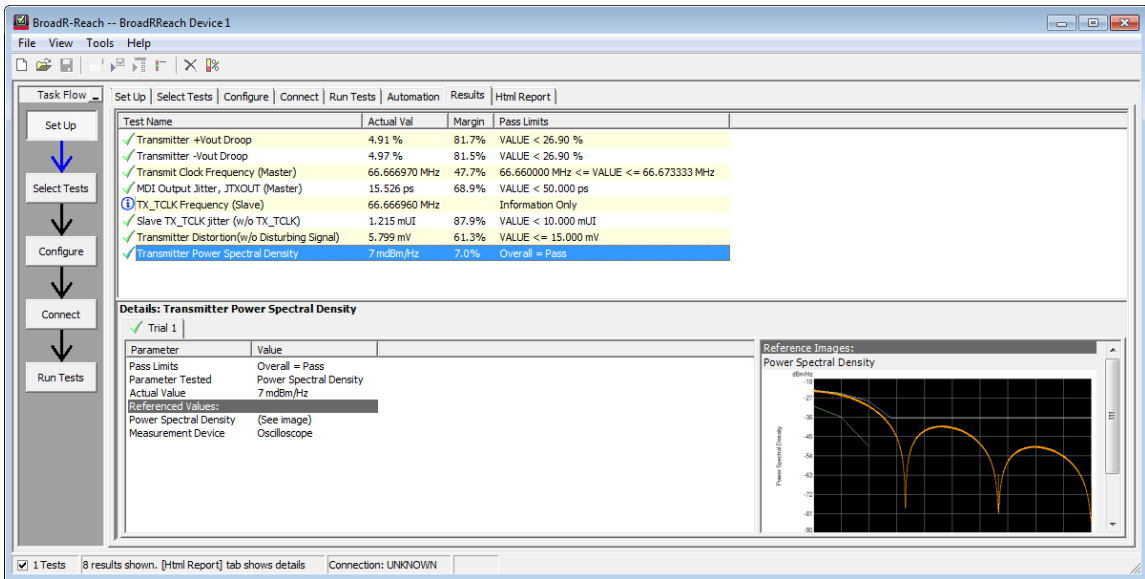 BroadR-Reach -- BroadRReach Device1
File View Tools Help
Task Flow
Set Up
Select Tests
Configure
Connect
Run Tests
Set Up Select Tests Configure Connect Run Tests Automation Results Html Report
Test Name Actual Val Margin Pass Limits
Transmitter +Vout Droop 4.91 % 81.7% VALUE < 26.90 %
Transmitter -Vout Droop 4.97 % 81.5% VALUE < 26.90 %
Transmit Clock Frequency (Master) 66.666970 MHz 47.7% 66.660000 MHz <= VALUE <= 66.673333 MHz
MDI Output Jitter, JTXOUT (Master) 15.526 ps 68.9% VALUE < 50.000 ps
TX_TCLK Frequency (Slave) 66.666960 MHz Information Only
Slave TX_TCLK jitter (w/o TX_TCLK) 1.215 mUI 87.9% VALUE < 10.000 mUI
Transmitter Distortion(w/o Disturbing Signal) 5.799 mV 61.3% VALUE <= 15.000 mV
Transmitter Power Spectral Density 7 mdBm/Hz 7.0% Overall = Pass
Details: Transmitter Power Spectral Density
Trial 1
Parameter Value
Pass Limits Overall = Pass
Parameter Tested Power Spectral Density
Actual Value 7 mdBm/Hz
Referenced Values:
Power Spectral Density (See image)
Measurement Device Oscilloscope
Reference Images:
Power Spectral Density
dBm/Hz
-18
-27
-36
-45
-54
-63
-72
-81
-90
Power Spectral Density
1 Tests 8 results shown. [Html Report] tab shows details Connection: UNKNOWN